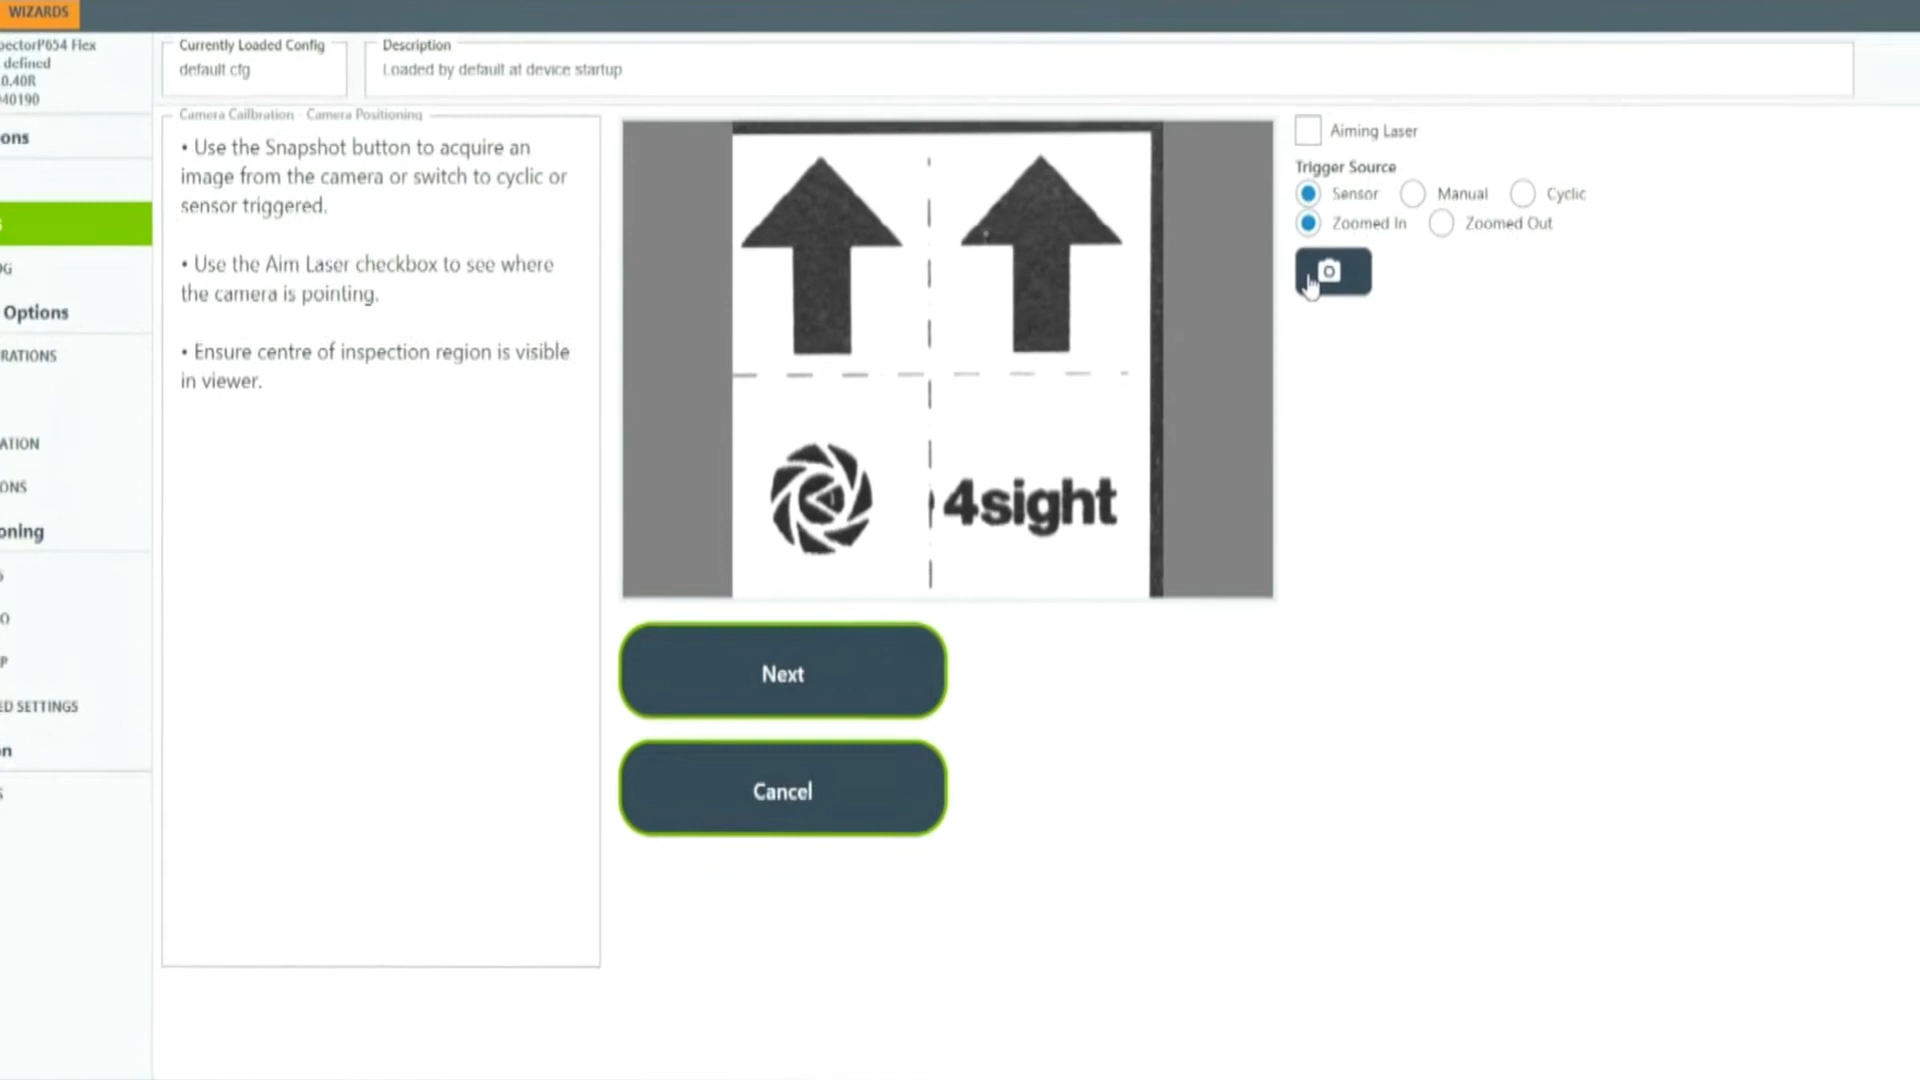 WIZARDS
pectorP654 Flex
defined
0.40R
40190
ons
G
Options
RATIONS
ATION
ONS
oning
O
P
ED SETTINGS
on
Currently Loaded Config
default cfg
Description
Loaded by default at device startup
Camera Calibration - Camera Positioning
• Use the Snapshot button to acquire an
image from the camera or switch to cyclic or
sensor triggered.
• Use the Aim Laser checkbox to see where
the camera is pointing.
• Ensure centre of inspection region is visible
in viewer.
4sight
Next
Cancel
Aiming Laser
Trigger Source
Sensor Manual Cyclic
Zoomed In Zoomed Out